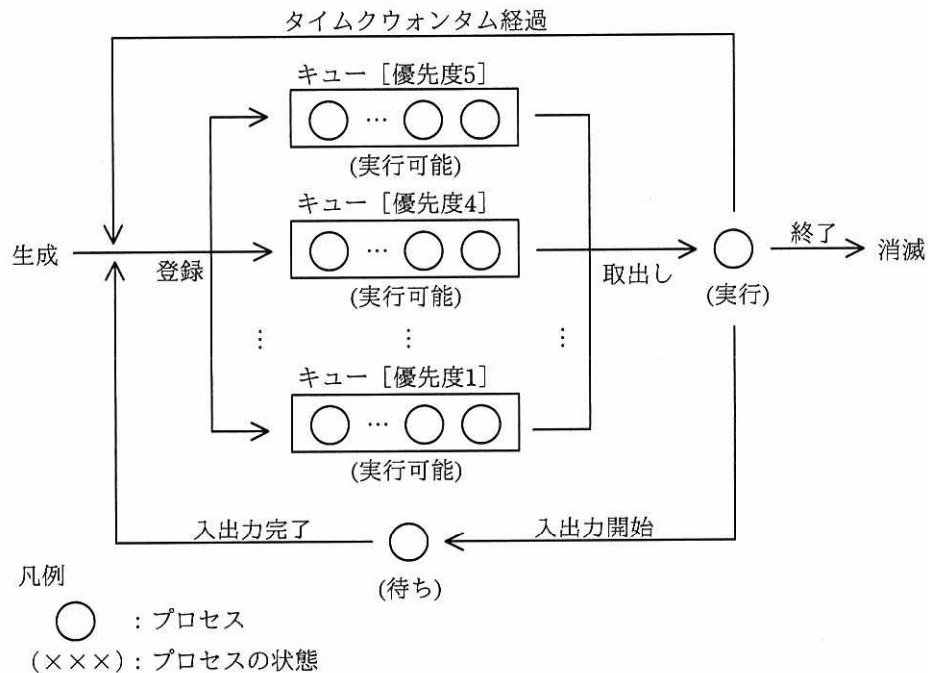 タイムクウォンタム経過
キュー［優先度5］
…
(実行可能)
キュー［優先度4］
生成
登録
…
取出し
終了
消滅
(実行可能)
(実行)
⋮ ⋮ ⋮
キュー［優先度1］
…
(実行可能)
入出力完了
入出力開始
(待ち)
凡例
：プロセス
(×××)：プロセスの状態